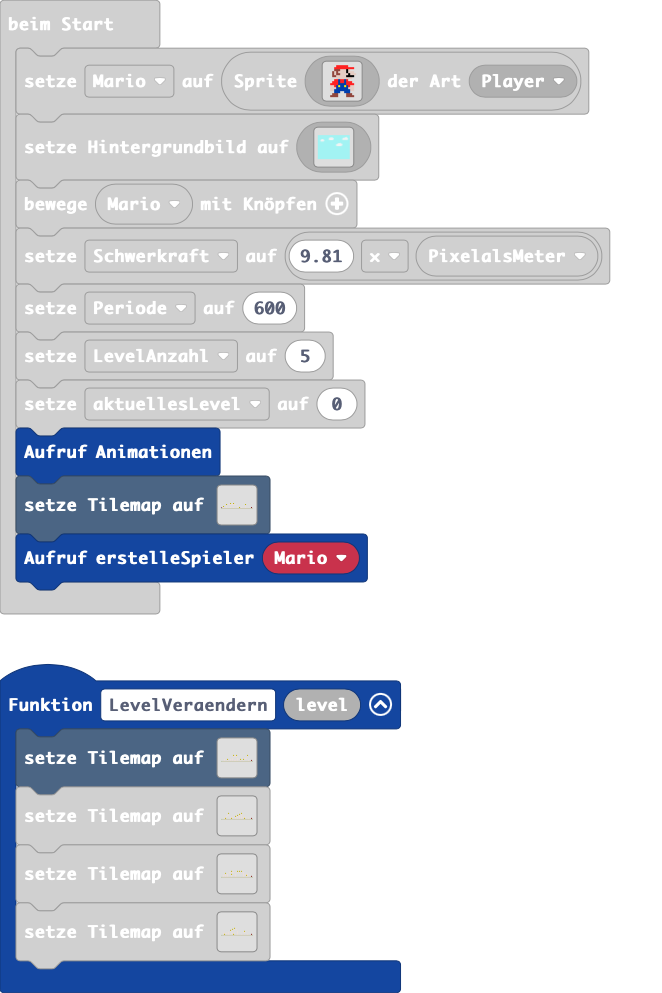 beim Start
setze Mario auf Sprite der Art Player
setze Hintergrundbild auf
bewege Mario mit Knöpfen
setze Schwerkraft auf 9.81 x PixelalsMeter
setze Periode auf 600
setze LevelAnzahl auf 5
setze aktuellesLevel auf 0
Aufruf Animationen
setze Tilemap auf
Aufruf erstelleSpieler Mario
Funktion LevelVeraendern level
setze Tilemap auf
setze Tilemap auf
setze Tilemap auf
setze Tilemap auf